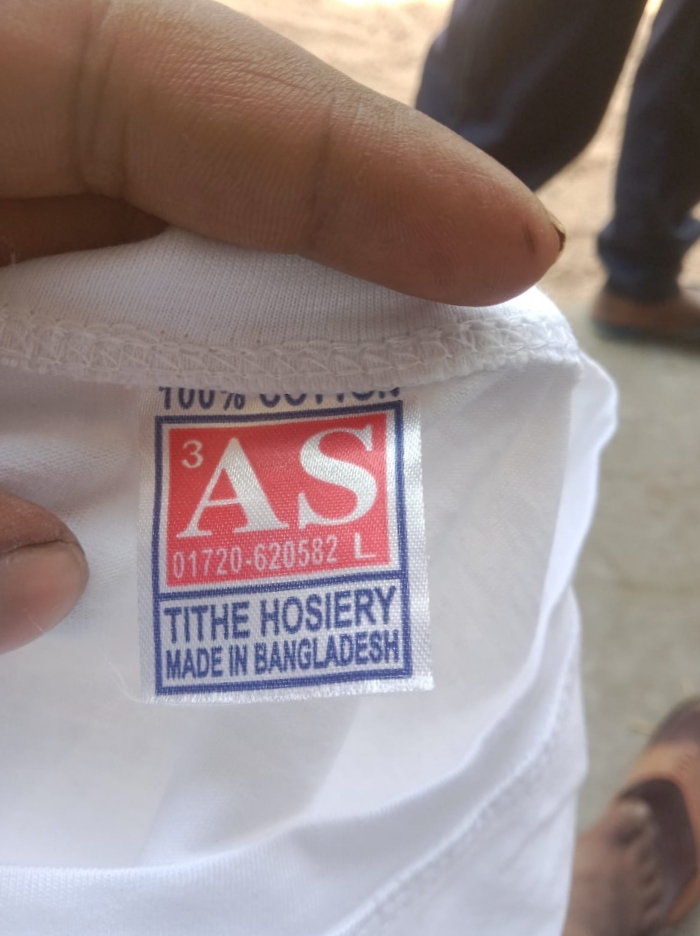 100% COTTON
3 AS
01720-620582 L
TITHE HOSIERY
MADE IN BANGLADESH